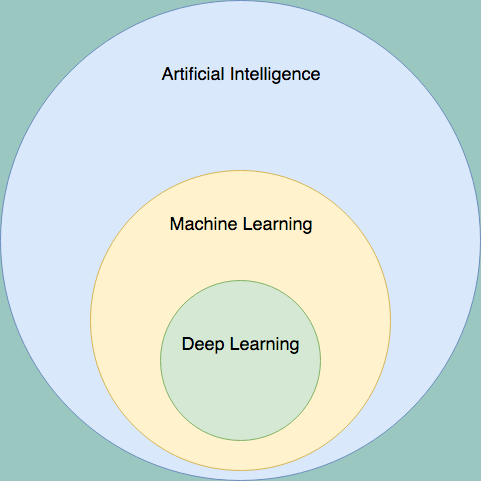 Artificial Intelligence
Machine Learning
Deep Learning